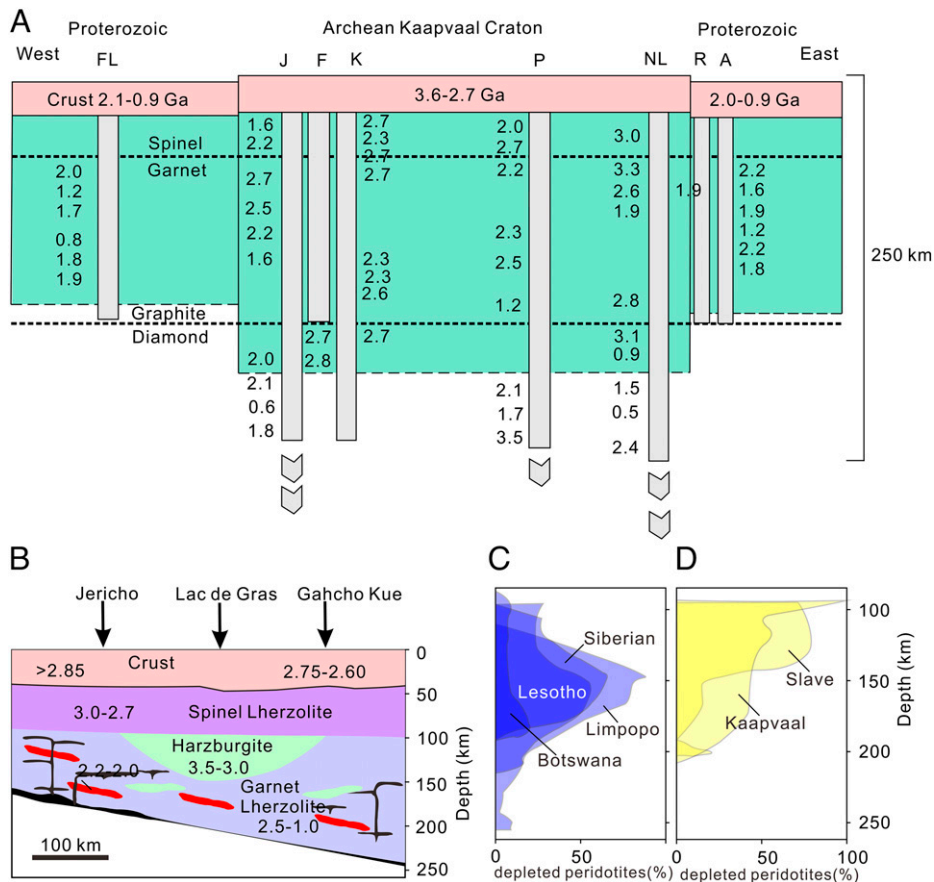 A
Proterozoic
Archean Kaapvaal Craton
Proterozoic
West
FL
J
F
K
P
NL
R
A
East
Crust 2.1-0.9 Ga
3.6-2.7 Ga
2.0-0.9 Ga
Spinel
Garnet
2.0
1.2
1.7
0.8
1.8
1.9
Graphite
Diamond
1.6
2.2
2.7
2.5
2.2
1.6
2.0
2.1
0.6
1.8
2.7
2.8
2.7
2.3
2.7
2.7
2.3
2.3
2.6
2.7
2.0
2.7
2.2
2.3
2.5
1.2
2.1
1.7
3.5
3.0
3.3
2.6
1.9
2.8
3.1
0.9
1.5
0.5
2.4
1.9
2.2
1.6
1.9
1.2
2.2
1.8
250 km
B
Jericho
Lac de Gras
Gahcho Kue
>2.85
Crust
2.75-2.60
3.0-2.7
Spinel Lherzolite
Harzburgite
3.5-3.0
2.2-2.0
Garnet
Lherzolite
2.5-1.0
100 km
0
50
100
150
200
250
Depth (km)
C
Siberian
Lesotho
Limpopo
Botswana
0
50
depleted peridotites(%)
D
Slave
Kaapvaal
0
50
100
depleted peridotites(%)
100
150
200
250
Depth (km)